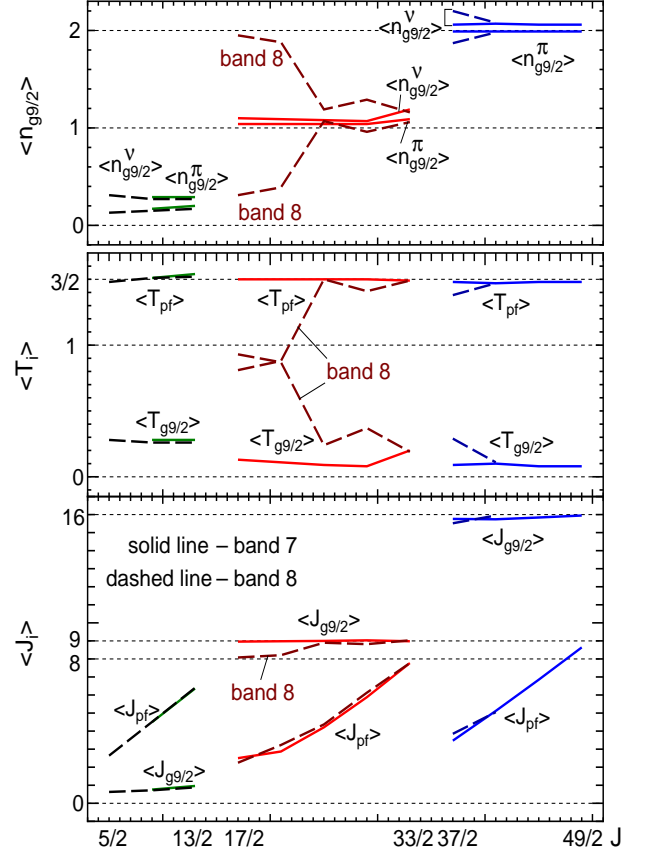 <n_g9/2>
2
1
0
band 8
band 8
<n^ν_g9/2>
<n^π_g9/2>
<n^ν_g9/2>
<n^π_g9/2>
<n^ν_g9/2>
<n^π_g9/2>
<T_i>
3/2
1
0
<T_pf>
<T_pf>
<T_pf>
band 8
<T_g9/2>
<T_g9/2>
<T_g9/2>
<J_i>
16
9
8
0
solid line – band 7
dashed line – band 8
<J_g9/2>
<J_g9/2>
band 8
<J_pf>
<J_pf>
<J_pf>
<J_g9/2>
5/2 13/2 17/2 33/2 37/2 49/2 J